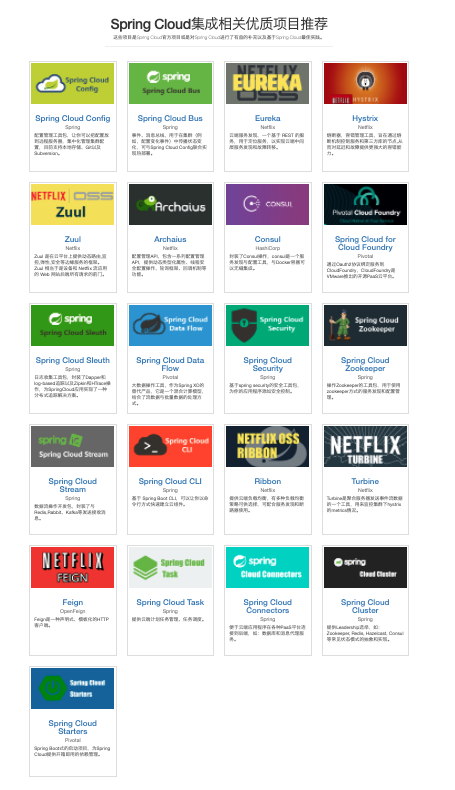 Spring Cloud集成相关优质项目推荐
这些项目是Spring Cloud官方项目或是对Spring Cloud进行了有益的补充以及基于Spring Cloud最佳实践。
Spring Cloud
Config
Spring Cloud Config
Spring
配置管理工具包，让你可以把配置放
到远程服务器，集中化管理集群配
置，目前支持本地存储、Git以及
Subversion。
spring
Spring Cloud Bus
Spring Cloud Bus
Spring
事件、消息总线，用于在集群（例
如，配置变化事件）中传播状态变
化，可与Spring Cloud Config联合实
现热部署。
NETFLIX
EUREKA
OSS
Eureka
Netflix
云端服务发现，一个基于 REST 的服
务，用于定位服务，以实现云端中间
层服务发现和故障转移。
HYSTRIX
Hystrix
Netflix
熔断器，容错管理工具，旨在通过熔
断机制控制服务和第三方库的节点,从
而对延迟和故障提供更强大的容错能
力。
NETFLIX OSS
Zuul
Zuul
Netflix
Zuul 是在云平台上提供动态路由,监
控,弹性,安全等边缘服务的框架。
Zuul 相当于是设备和 Netflix 流应用
的 Web 网站后端所有请求的前门。
Archaius
Archaius
Netflix
配置管理API，包含一系列配置管理
API，提供动态类型化属性、线程安
全配置操作、轮询框架、回调机制等
功能。
CONSUL
Consul
HashiCorp
封装了Consul操作，consul是一个服
务发现与配置工具，与Docker容器可
以无缝集成。
Pivotal Cloud Foundry
Spring Cloud for
Cloud Foundry
Pivotal
通过Oauth2协议绑定服务到
CloudFoundry，CloudFoundry是
VMware推出的开源PaaS云平台。
spring
Spring Cloud Sleuth
Spring Cloud Sleuth
Spring
日志收集工具包，封装了Dapper和
log-based追踪以及Zipkin和HTrace操
作，为SpringCloud应用实现了一种
分布式追踪解决方案。
Spring Cloud
Data Flow
Spring Cloud Data
Flow
Pivotal
大数据操作工具，作为Spring XD的
替代产品，它是一个混合计算模型，
结合了流数据与批量数据的处理方
式。
Spring Cloud
Security
Spring Cloud
Security
Spring
基于spring security的安全工具包，
为你的应用程序添加安全控制。
Spring Cloud
Zookeeper
Spring Cloud
Zookeeper
Spring
操作Zookeeper的工具包，用于使用
zookeeper方式的服务发现和配置管
理。
spring
Spring Cloud Stream
Spring Cloud
Stream
Spring
数据流操作开发包，封装了与
Redis,Rabbit、Kafka等发送接收消
息。
Spring Cloud
CLI
Spring Cloud CLI
Spring
基于 Spring Boot CLI，可以让你以命
令行方式快速建立云组件。
NETFLIX OSS
RIBBON
Ribbon
Netflix
提供云端负载均衡，有多种负载均衡
策略可供选择，可配合服务发现和断
路器使用。
NETFLIX
TURBINE
Turbine
Netflix
Turbine是聚合服务器发送事件流数据
的一个工具，用来监控集群下hystrix
的metrics情况。
NETFLIX
FEIGN
Feign
OpenFeign
Feign是一种声明式、模板化的HTTP
客户端。
Spring Cloud
Task
Spring Cloud Task
Spring
提供云端计划任务管理、任务调度。
spring
Cloud Connectors
Spring Cloud
Connectors
Spring
便于云端应用程序在各种PaaS平台连
接到后端，如：数据库和消息代理服
务。
spring
Cloud Cluster
Spring Cloud
Cluster
Spring
提供Leadership选举，如：
Zookeeper, Redis, Hazelcast, Consul
等常见状态模式的抽象和实现。
Spring Cloud
Starters
Spring Cloud
Starters
Pivotal
Spring Boot式的启动项目，为Spring
Cloud提供开箱即用的依赖管理。